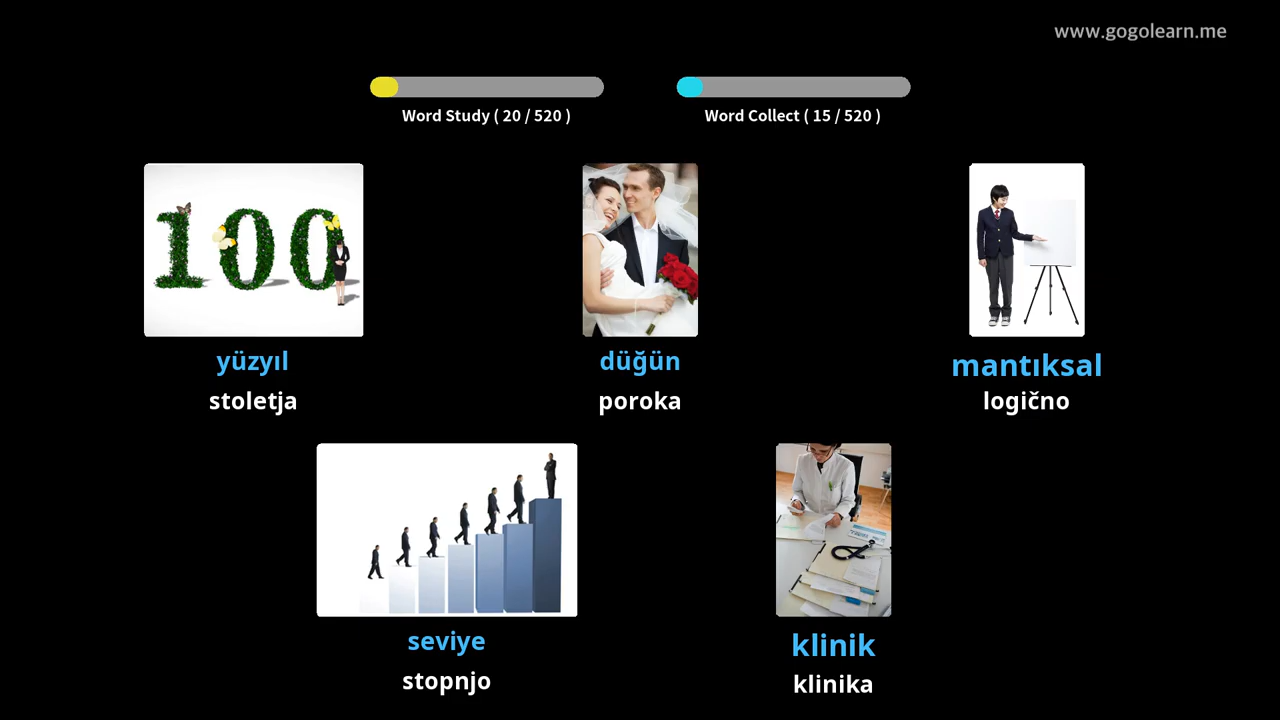 www.gogolearn.me
Word Study ( 20 / 520 )
Word Collect ( 15 / 520 )
100
yüzyıl
stoletja
düğün
poroka
mantıksal
logično
seviye
stopnjo
klinik
klinika